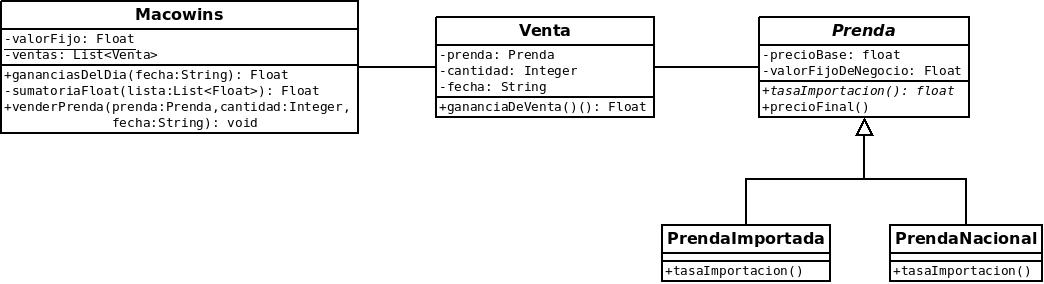 Macowins
-valorFijo: Float
-ventas: List<Venta>
+gananciasDelDia(fecha:String): Float
-sumatoriaFloat(lista:List<Float>): Float
+venderPrenda(prenda:Prenda,cantidad:Integer,
fecha:String): void
Venta
-prenda: Prenda
-cantidad: Integer
-fecha: String
+gananciaDeVenta()(): Float
Prenda
-precioBase: float
-valorFijoDeNegocio: Float
+tasaImportacion(): float
+precioFinal()
PrendaImportada
+tasaImportacion()
PrendaNacional
+tasaImportacion()